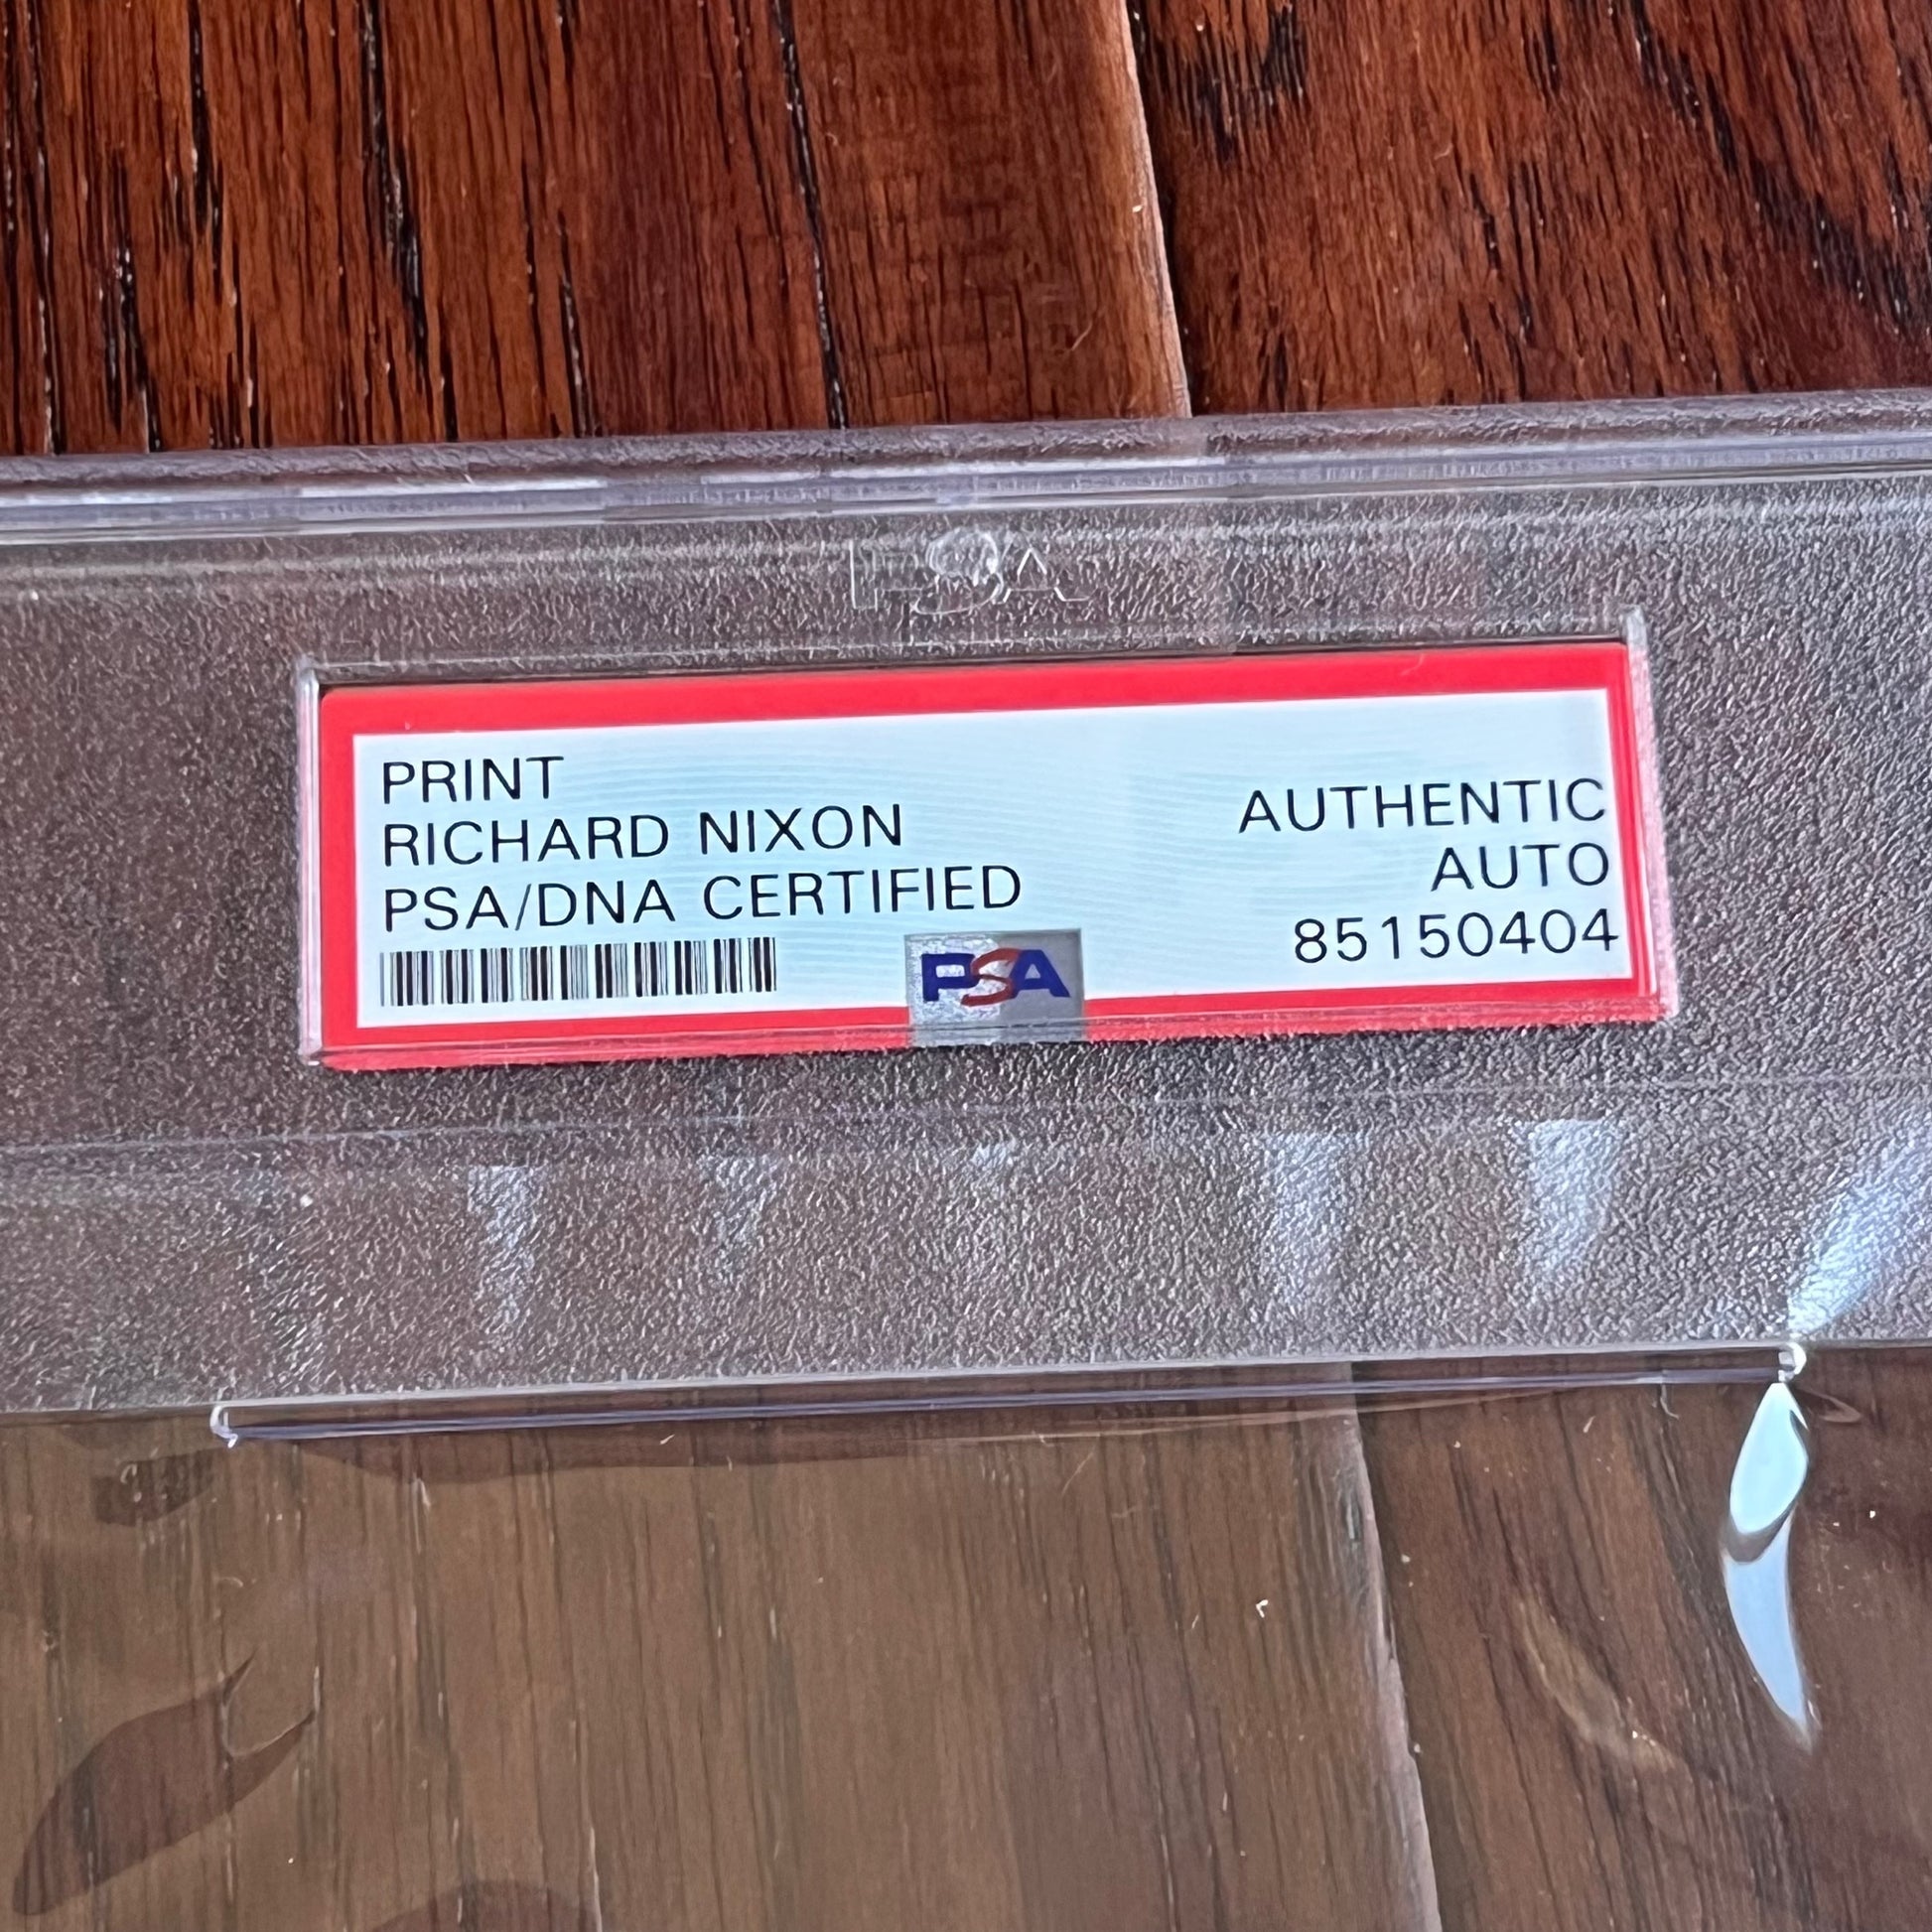 PSA
PRINT
RICHARD NIXON
PSA/DNA CERTIFIED
AUTHENTIC
AUTO
85150404
PSA